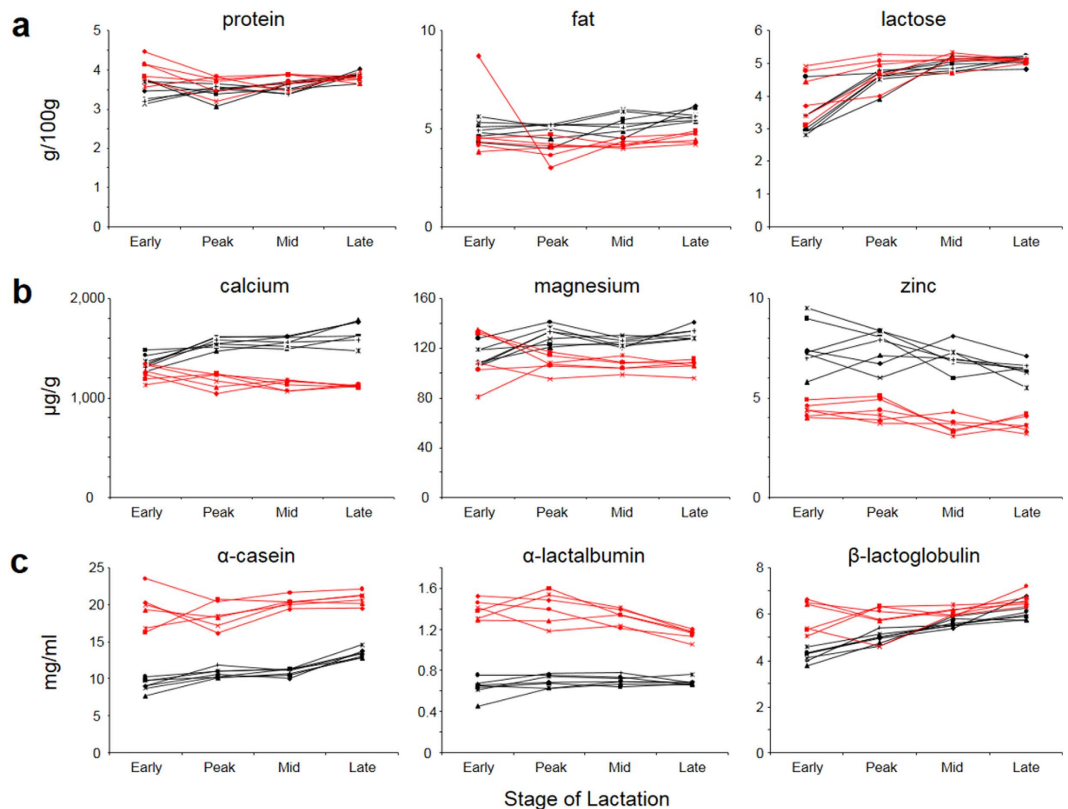 a
protein
fat
lactose
g/100g
5
4
3
2
1
0
Early Peak Mid Late
10
5
0
Early Peak Mid Late
6
5
4
3
2
1
0
Early Peak Mid Late
b
calcium
magnesium
zinc
µg/g
2,000
1,000
0
Early Peak Mid Late
160
120
80
40
0
Early Peak Mid Late
10
5
0
Early Peak Mid Late
c
α-casein
α-lactalbumin
β-lactoglobulin
mg/ml
25
20
15
10
5
0
Early Peak Mid Late
1.6
1.2
0.8
0.4
0
Early Peak Mid Late
8
6
4
2
0
Early Peak Mid Late
Stage of Lactation